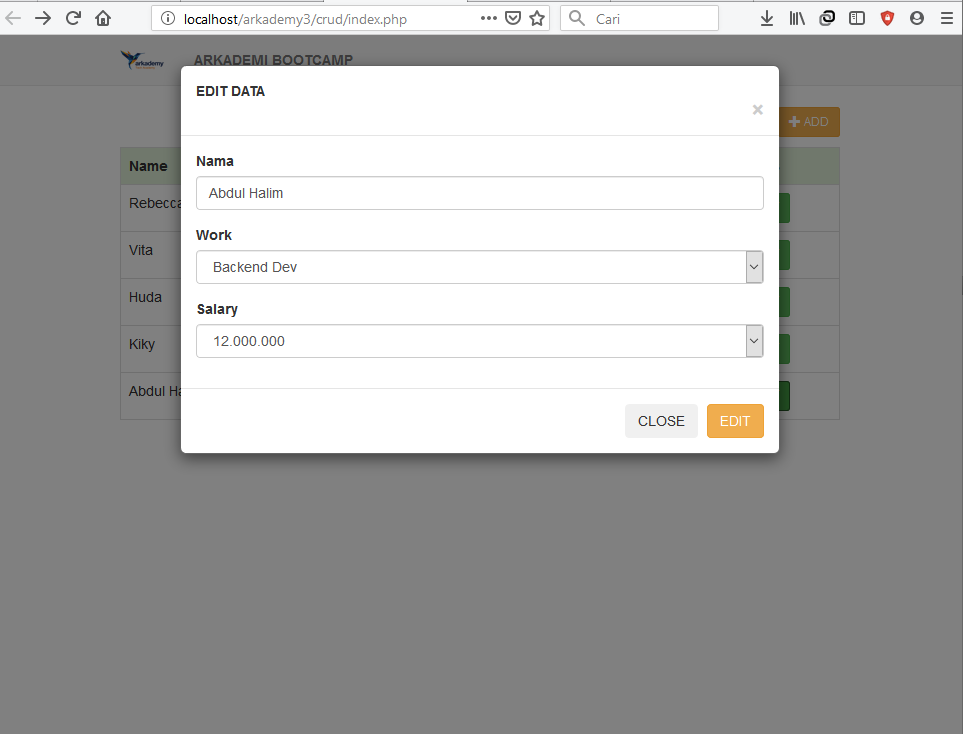 localhost/arkademy3/crud/index.php
Cari
arkademy
ARKADEMI BOOTCAMP
EDIT DATA
×
ADD
Name
Nama
Abdul Halim
Rebecca
Work
Vita
Backend Dev
Huda
Salary
12.000.000
Kiky
Abdul Ha
CLOSE
EDIT